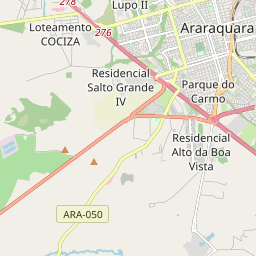 278
Lupo II
Loteamento
COCIZA
276
Araraquara
Residencial
Salto Grande
IV
Parque do
Carmo
Residencial
Alto da Boa
Vista
ARA-050